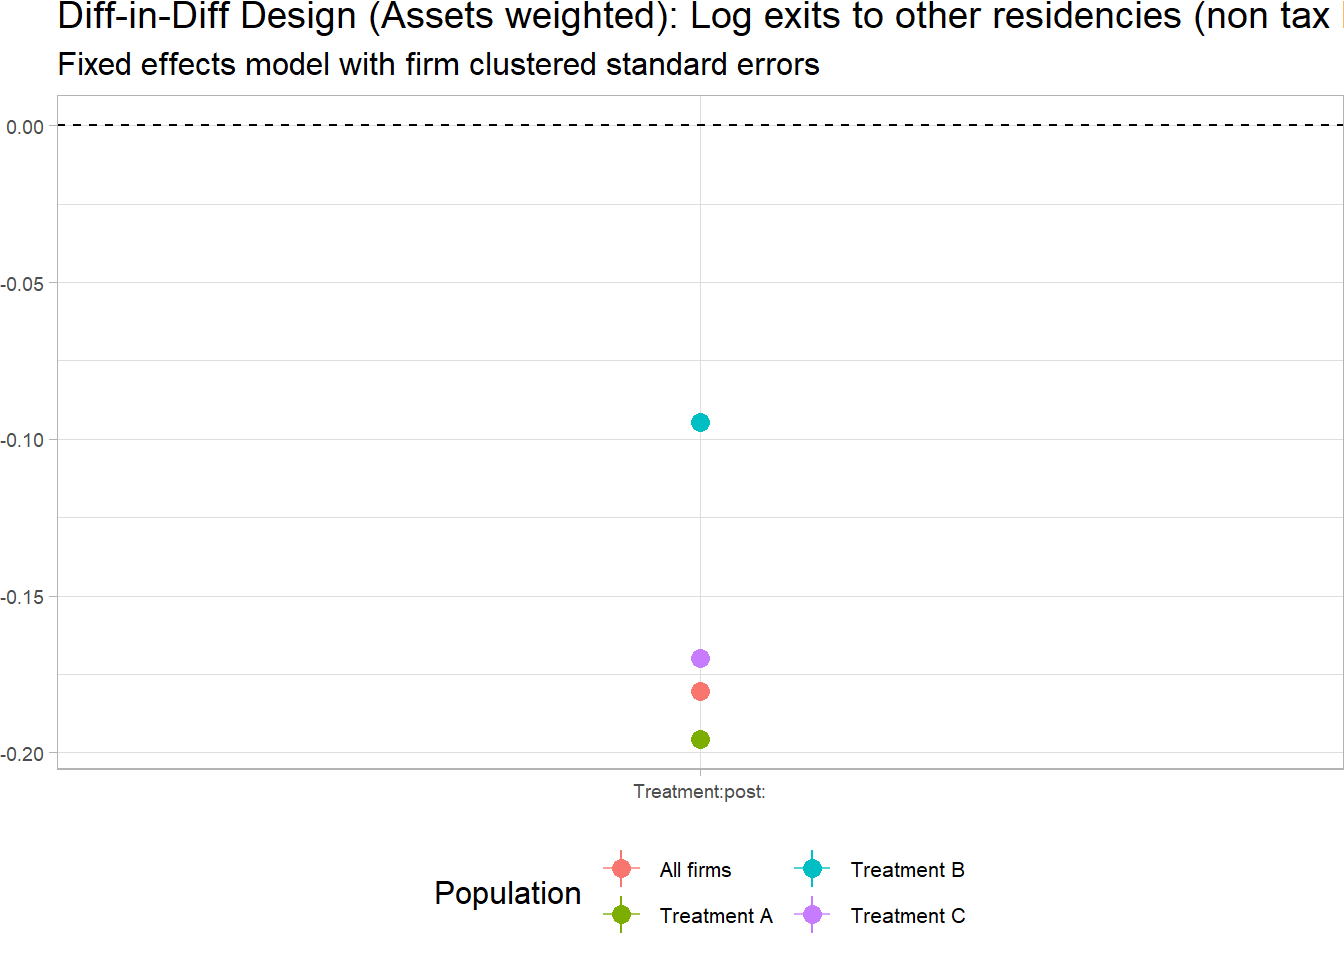 Diff-in-Diff Design (Assets weighted): Log exits to other residencies (non tax
Fixed effects model with firm clustered standard errors
0.00
-0.05
-0.10
-0.15
-0.20
Treatment:post:
Population
All firms
Treatment B
Treatment A
Treatment C